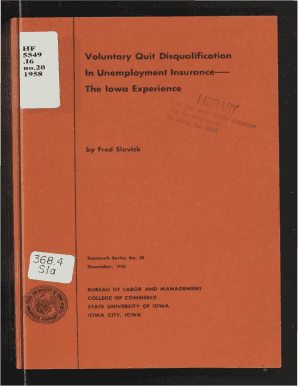 HF
5549
.I6
no.20
1958
Voluntary Quit Disqualification
In Unemployment Insurance—
The Iowa Experience
LIBRARY
by Fred Slavick
368.4
Sla
Research Series No. 20
December, 1958
BUREAU OF LABOR AND MANAGEMENT
COLLEGE OF COMMERCE
STATE UNIVERSITY OF IOWA
IOWA CITY, IOWA